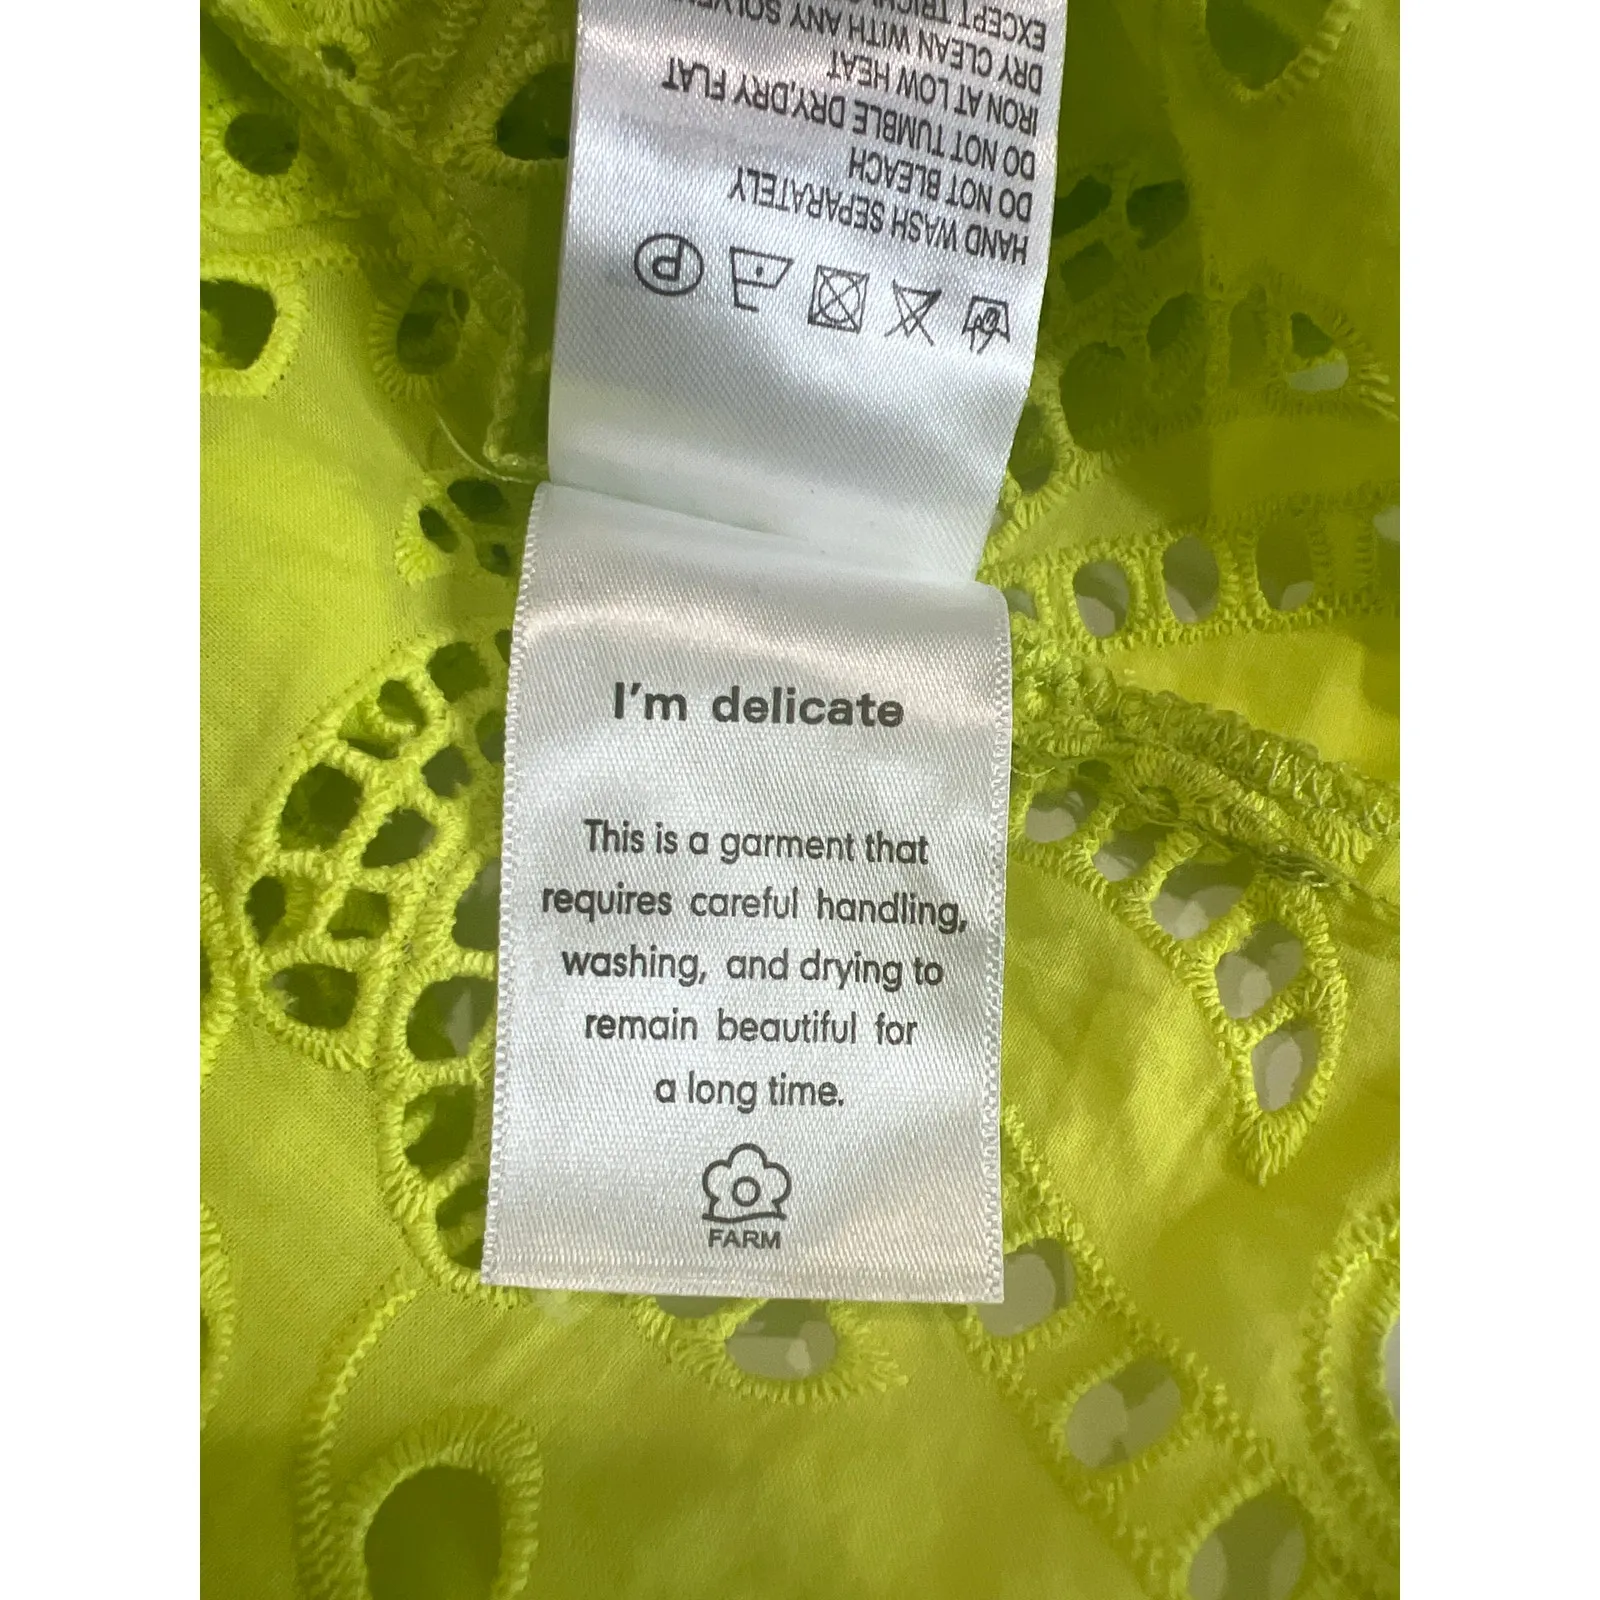 HAND WASH SEPARATELY
DO NOT BLEACH
DO NOT TUMBLE DRY,DRY FLAT
IRON AT LOW HEAT
DRY CLEAN WITH ANY SOLVENT
EXCEPT
I'm delicate
This is a garment that
requires careful handling,
washing, and drying to
remain beautiful for
a long time.
FARM